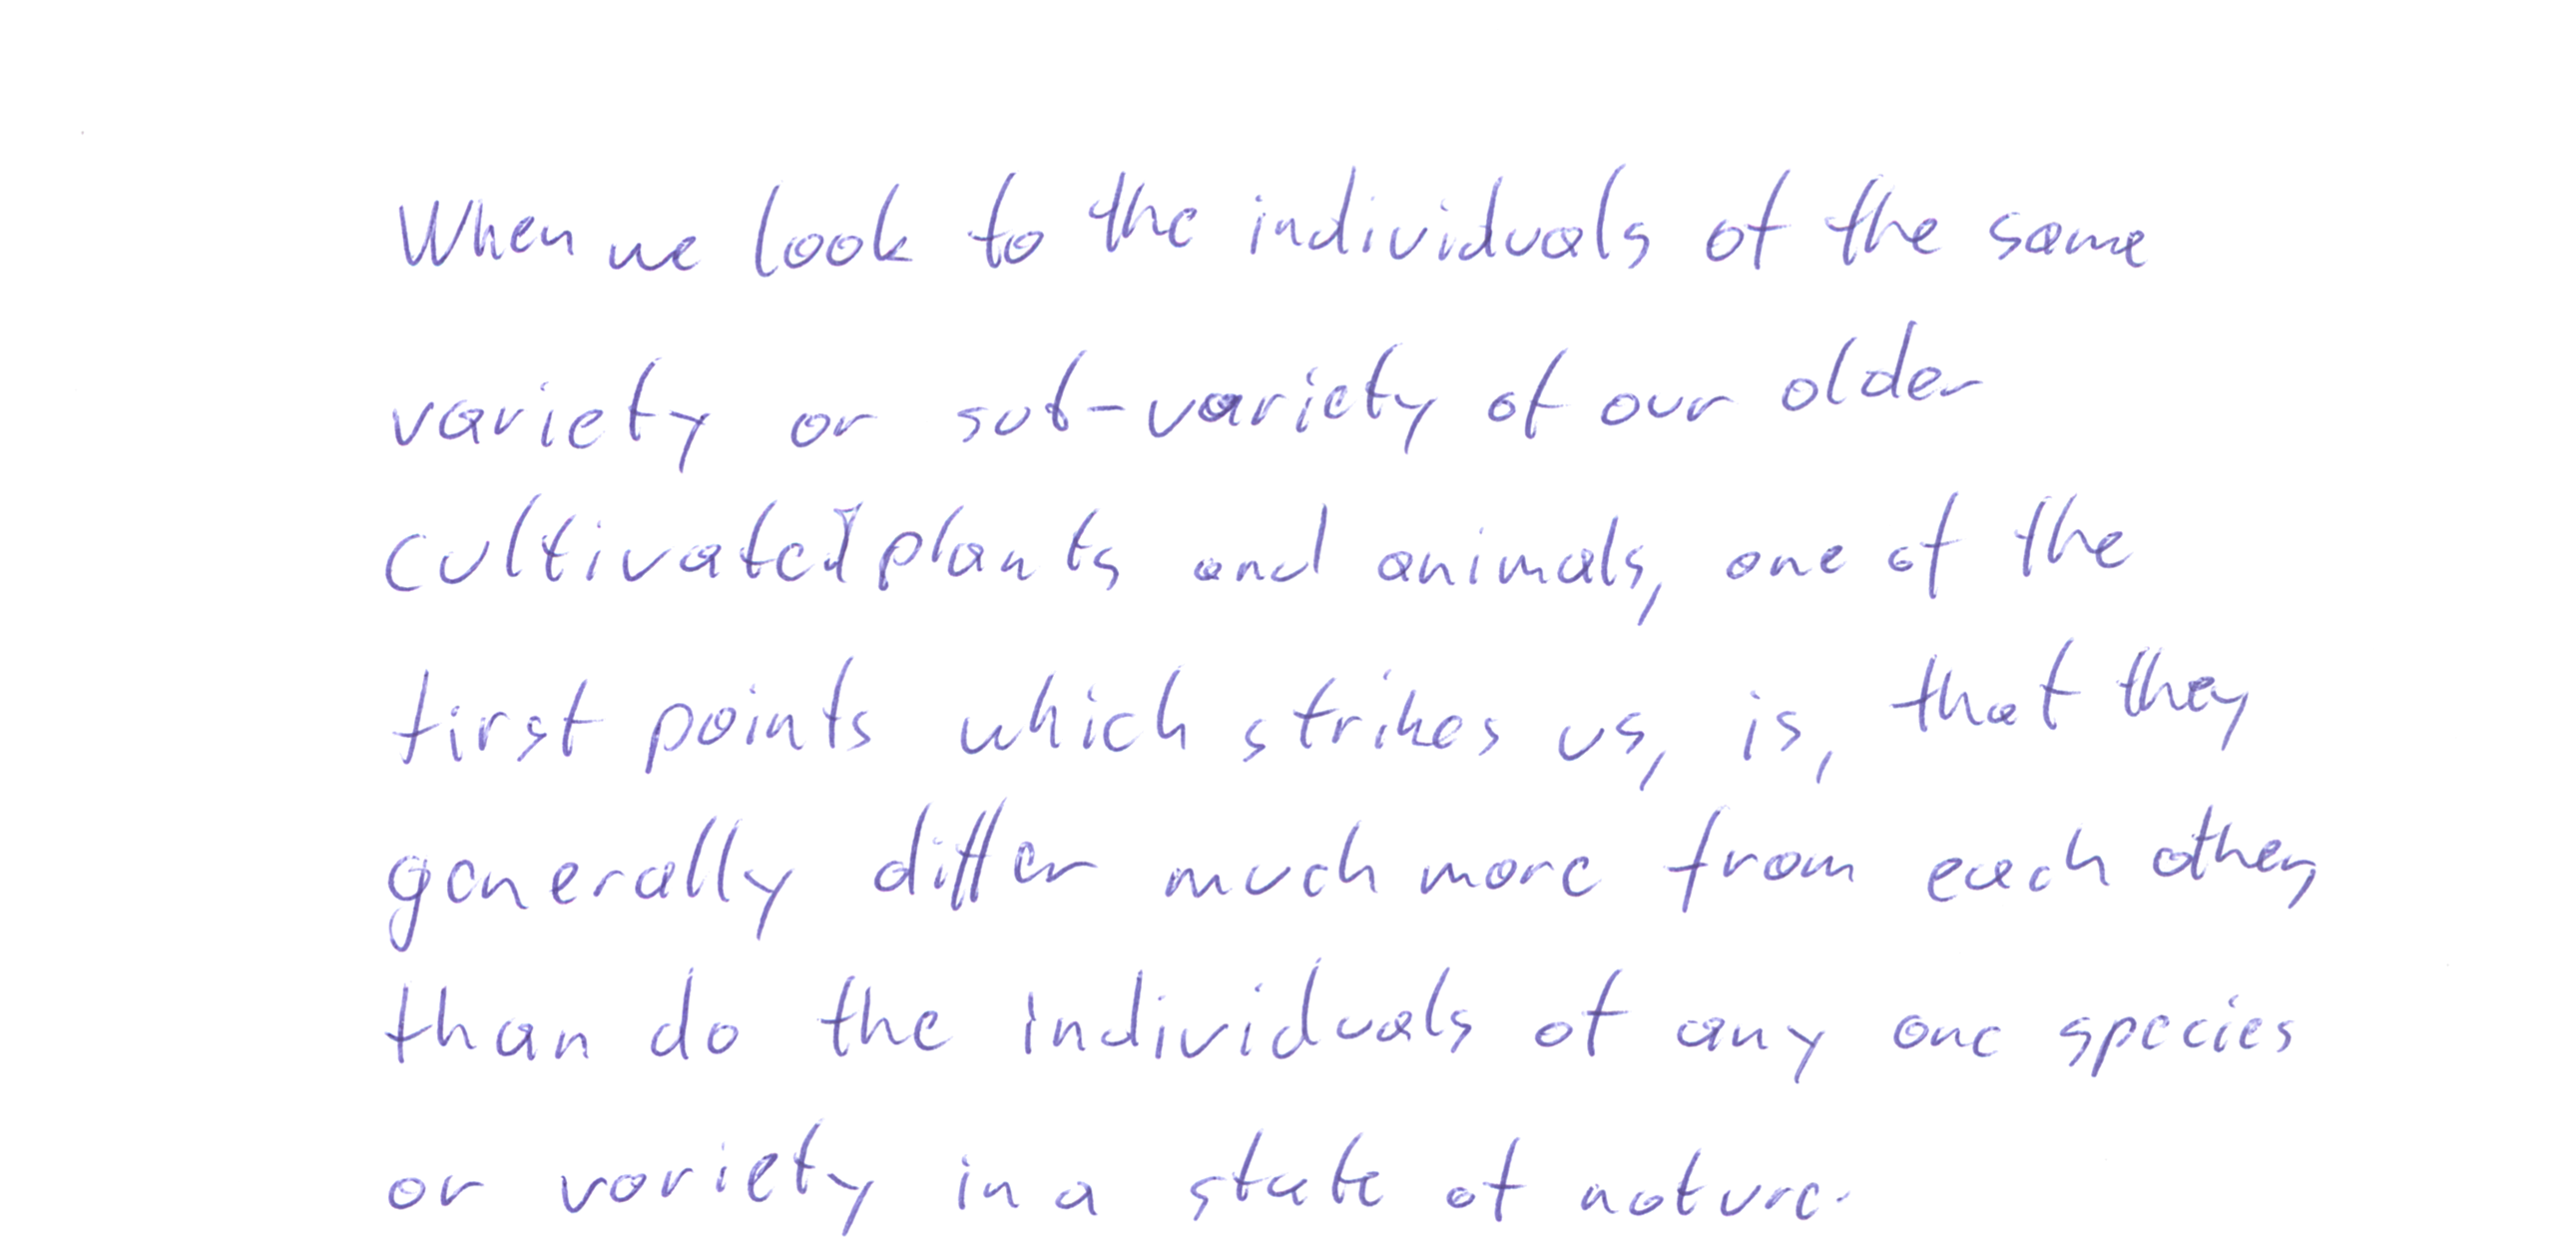 When we look to the individuals of the same
variety or sub-variety of our older
cultivated plants and animals, one of the
first points which strikes us, is, that they
generally differ much more from each other,
than do the individuals of any one species
or variety in a state of nature.